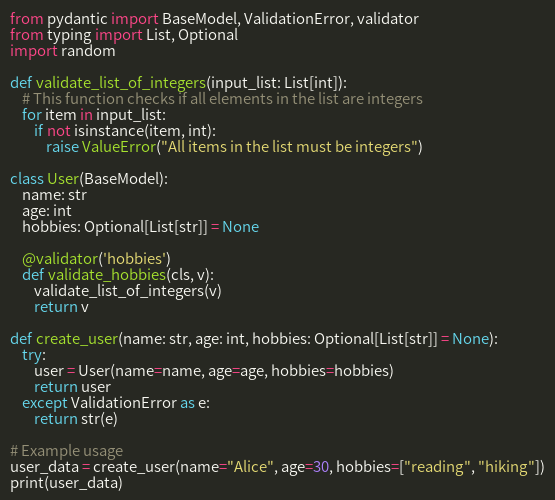 from pydantic import BaseModel, ValidationError, validator
from typing import List, Optional
import random

def validate_list_of_integers(input_list: List[int]):
    # This function checks if all elements in the list are integers
    for item in input_list:
        if not isinstance(item, int):
            raise ValueError("All items in the list must be integers")

class User(BaseModel):
    name: str
    age: int
    hobbies: Optional[List[str]] = None

    @validator('hobbies')
    def validate_hobbies(cls, v):
        validate_list_of_integers(v)
        return v

def create_user(name: str, age: int, hobbies: Optional[List[str]] = None):
    try:
        user = User(name=name, age=age, hobbies=hobbies)
        return user
    except ValidationError as e:
        return str(e)

# Example usage
user_data = create_user(name="Alice", age=30, hobbies=["reading", "hiking"])
print(user_data)